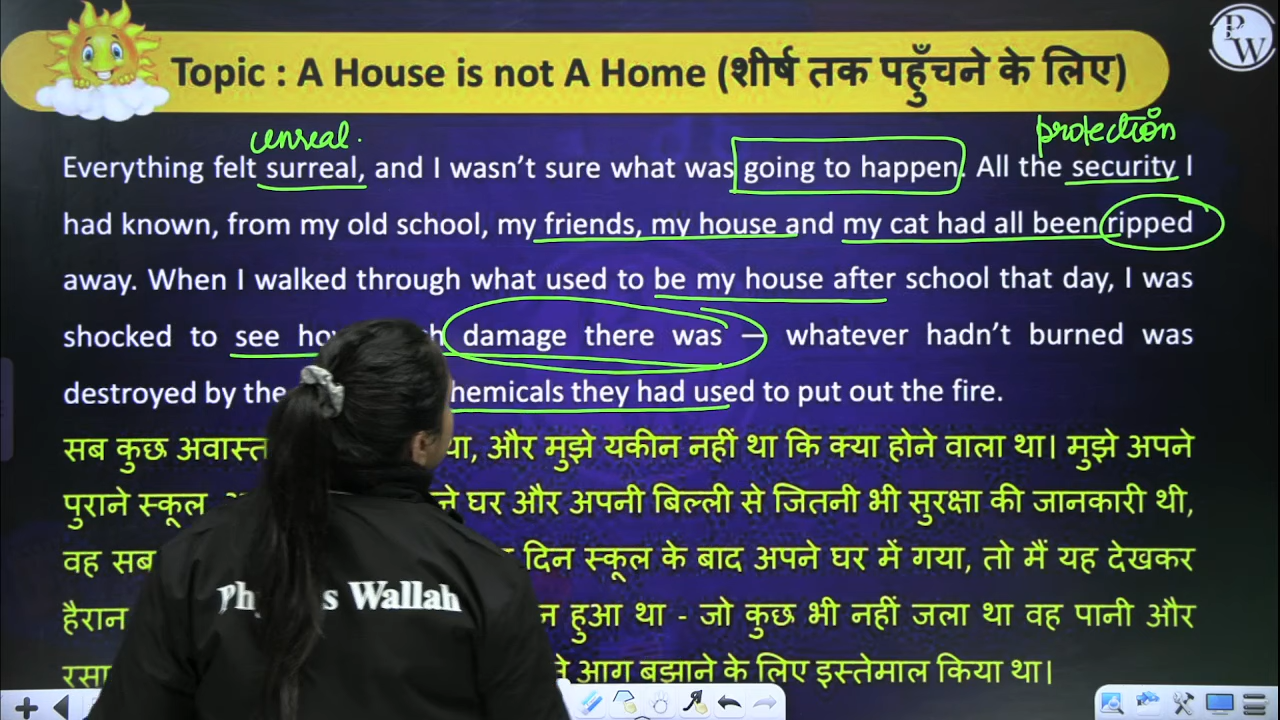 PW
Topic : A House is not A Home (शीर्ष तक पहुँचने के लिए)
unreal. protection
Everything felt surreal, and I wasn't sure what was going to happen. All the security I
had known, from my old school, my friends, my house and my cat had all been ripped
away. When I walked through what used to be my house after school that day, I was
shocked to see damage there was – whatever hadn't burned was
destroyed by the they had used to put out the fire.
सब कुछ और मुझे यकीन नहीं था कि क्या होने वाला था। मुझे अपने
पुराने स्कूल घर और अपनी बिल्ली से जितनी भी सुरक्षा की जानकारी थी,
वह सब दिन स्कूल के बाद अपने घर में गया, तो मैं यह देखकर
हैरान हुआ था - जो कुछ भी नहीं जला था वह पानी और
आग बझाने के लिए इस्तेमाल किया था।
Wallah